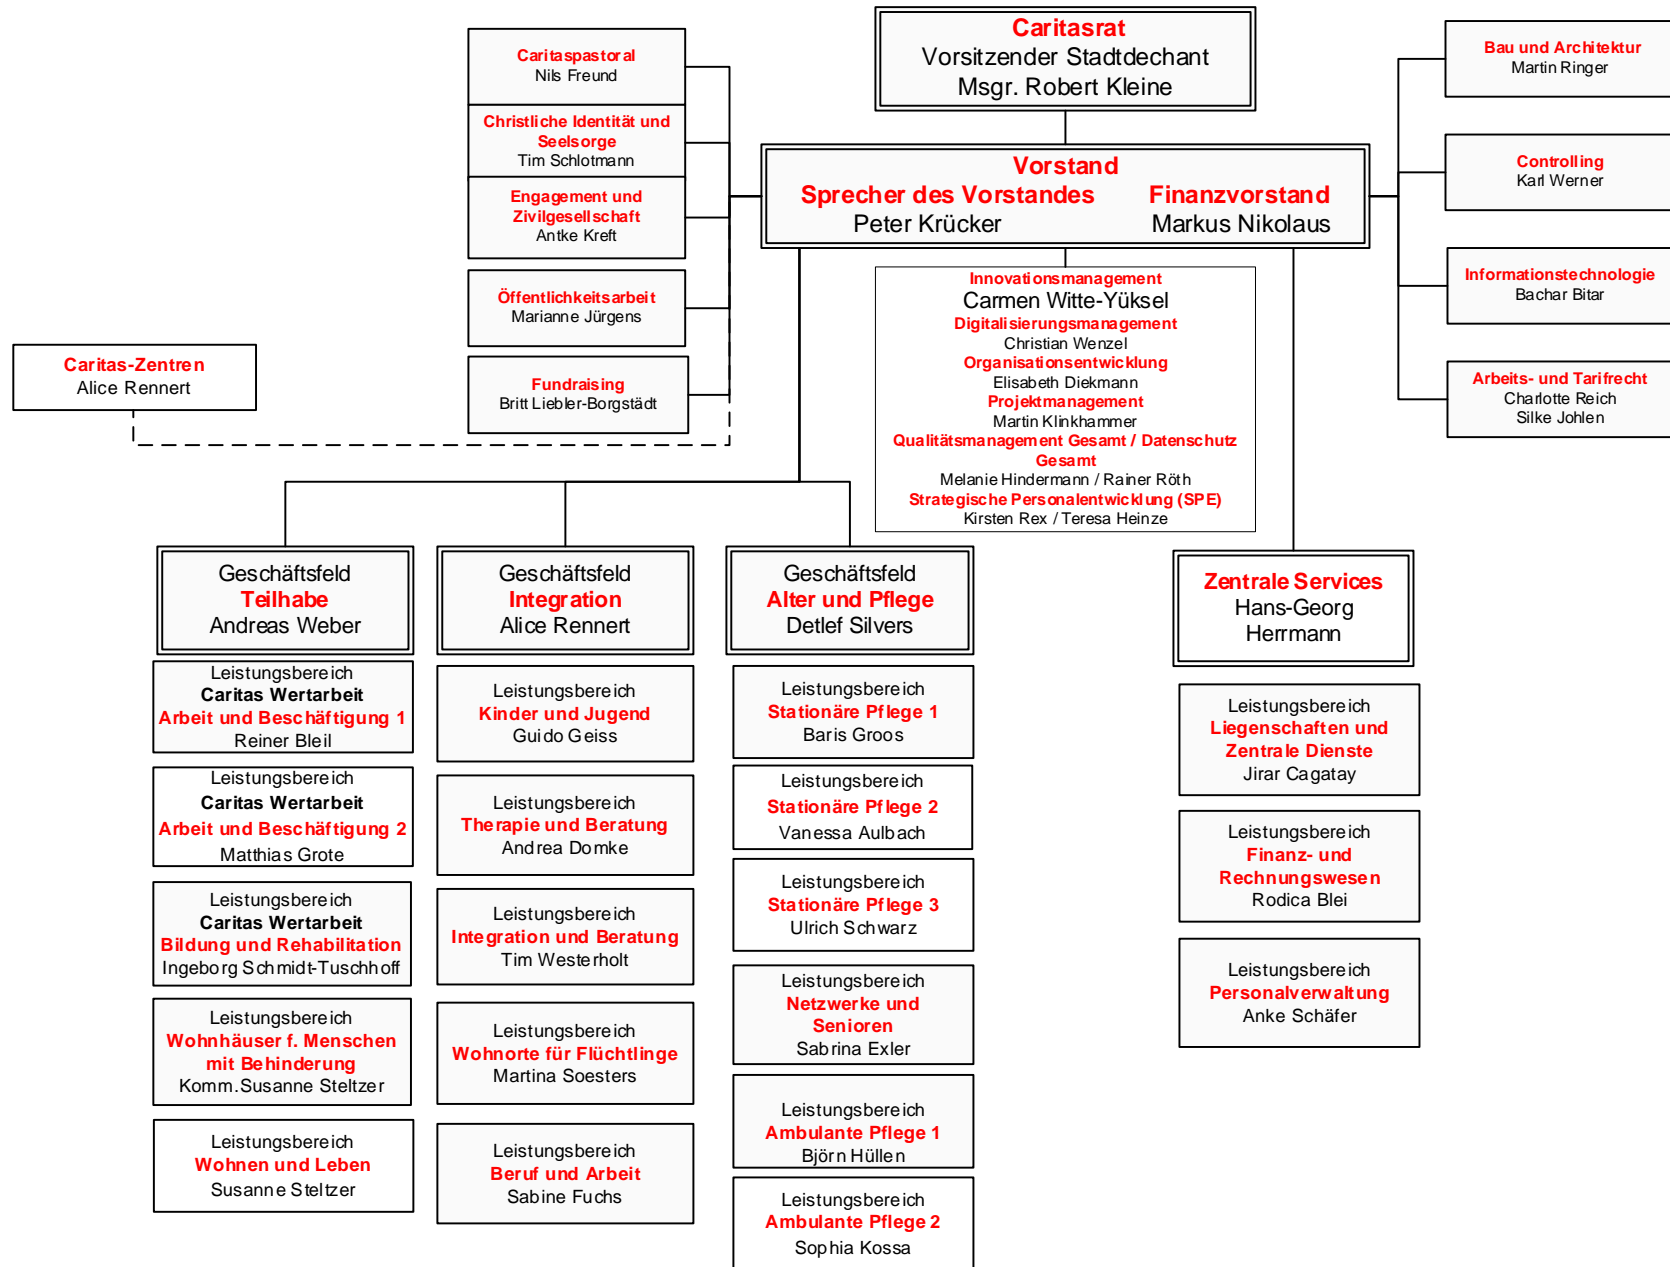 Caritasrat
Vorsitzender Stadtdechant
Msgr. Robert Kleine
Caritaspastoral
Nils Freund
Christliche Identität und
Seelsorge
Tim Schlotmann
Engagement und
Zivilgesellschaft
Antke Kreft
Öffentlichkeitsarbeit
Marianne Jürgens
Fundraising
Britt Liebler-Borgstädt
Caritas-Zentren
Alice Rennert
Vorstand
Sprecher des Vorstandes Finanzvorstand
Peter Krücker Markus Nikolaus
Bau und Architektur
Martin Ringer
Controlling
Karl Werner
Informationstechnologie
Bachar Bitar
Arbeits- und Tarifrecht
Charlotte Reich
Silke Johlen
Innovationsmanagement
Carmen Witte-Yüksel
Digitalisierungsmanagement
Christian Wenzel
Organisationsentwicklung
Elisabeth Diekmann
Projektmanagement
Martin Klinkhammer
Qualitätsmanagement Gesamt / Datenschutz
Gesamt
Melanie Hindermann / Rainer Röth
Strategische Personalentwicklung (SPE)
Kirsten Rex / Teresa Heinze
Geschäftsfeld
Teilhabe
Andreas Weber
Leistungsbereich
Caritas Wertarbeit
Arbeit und Beschäftigung 1
Reiner Bleil
Leistungsbereich
Caritas Wertarbeit
Arbeit und Beschäftigung 2
Matthias Grote
Leistungsbereich
Caritas Wertarbeit
Bildung und Rehabilitation
Ingeborg Schmidt-Tuschhoff
Leistungsbereich
Wohnhäuser f. Menschen
mit Behinderung
Komm.Susanne Steltzer
Leistungsbereich
Wohnen und Leben
Susanne Steltzer
Geschäftsfeld
Integration
Alice Rennert
Leistungsbereich
Kinder und Jugend
Guido Geiss
Leistungsbereich
Therapie und Beratung
Andrea Domke
Leistungsbereich
Integration und Beratung
Tim Westerholt
Leistungsbereich
Wohnorte für Flüchtlinge
Martina Soesters
Leistungsbereich
Beruf und Arbeit
Sabine Fuchs
Geschäftsfeld
Alter und Pflege
Detlef Silvers
Leistungsbereich
Stationäre Pflege 1
Baris Groos
Leistungsbereich
Stationäre Pflege 2
Vanessa Aulbach
Leistungsbereich
Stationäre Pflege 3
Ulrich Schwarz
Leistungsbereich
Netzwerke und
Senioren
Sabrina Exler
Leistungsbereich
Ambulante Pflege 1
Björn Hüllen
Leistungsbereich
Ambulante Pflege 2
Sophia Kossa
Zentrale Services
Hans-Georg
Herrmann
Leistungsbereich
Liegenschaften und
Zentrale Dienste
Jirar Cagatay
Leistungsbereich
Finanz- und
Rechnungswesen
Rodica Blei
Leistungsbereich
Personalverwaltung
Anke Schäfer